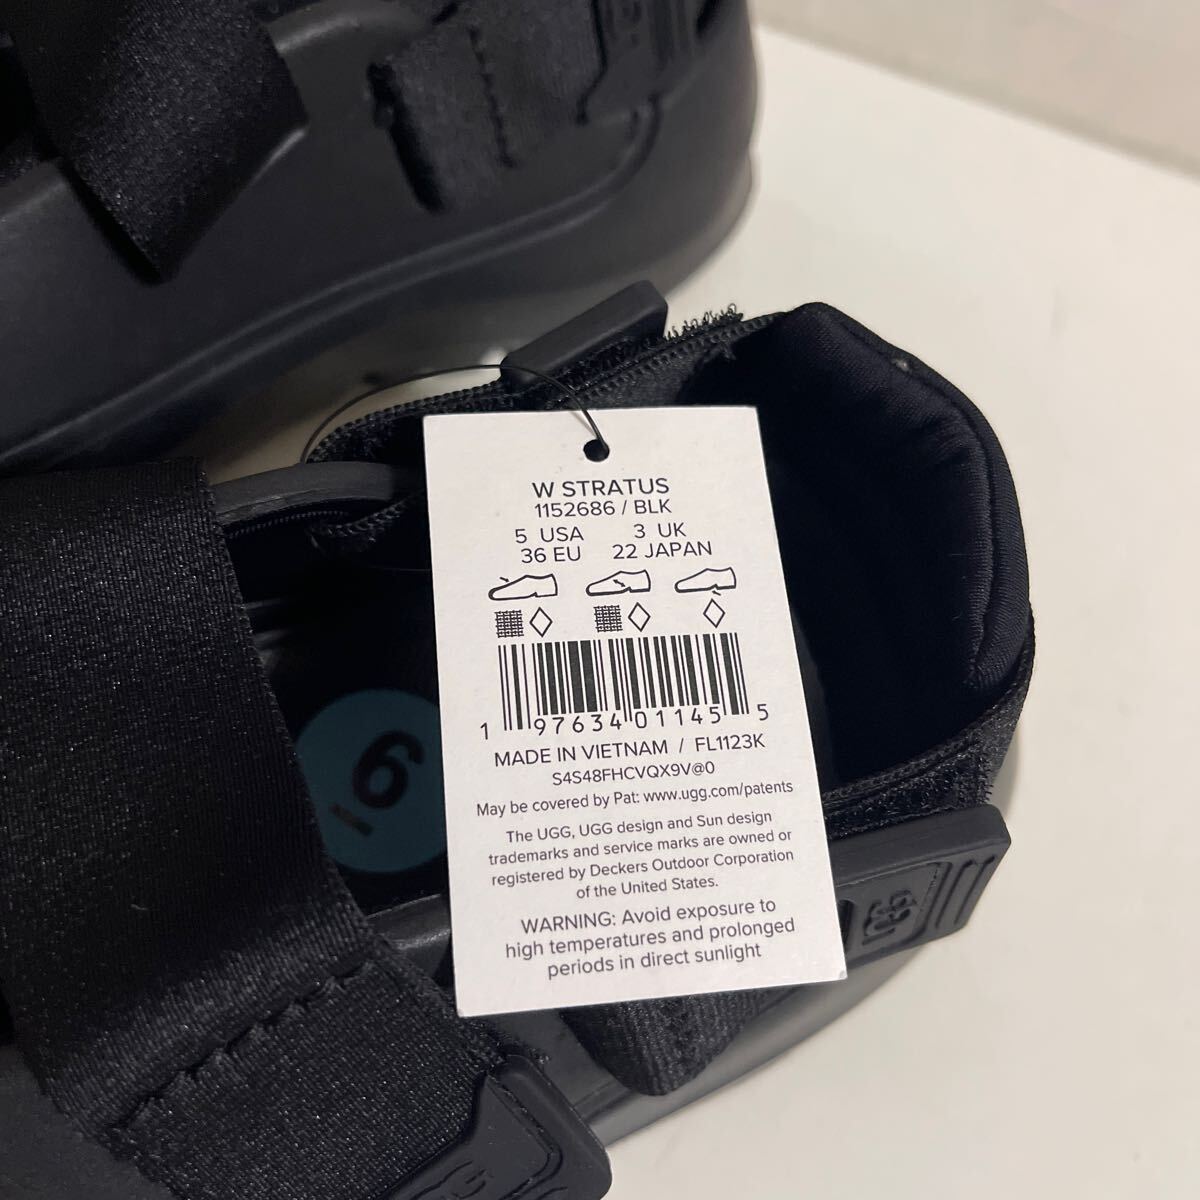 W STRATUS
1152686 / BLK
5 USA 3 UK
36 EU 22 JAPAN
1 97634 01145 5
MADE IN VIETNAM / FL1123K
S4S48FHCVQX9V@0
May be covered by Pat: www.ugg.com/patents
The UGG, UGG design and Sun design
trademarks and service marks are owned or
registered by Deckers Outdoor Corporation
of the United States.
WARNING: Avoid exposure to
high temperatures and prolonged
periods in direct sunlight